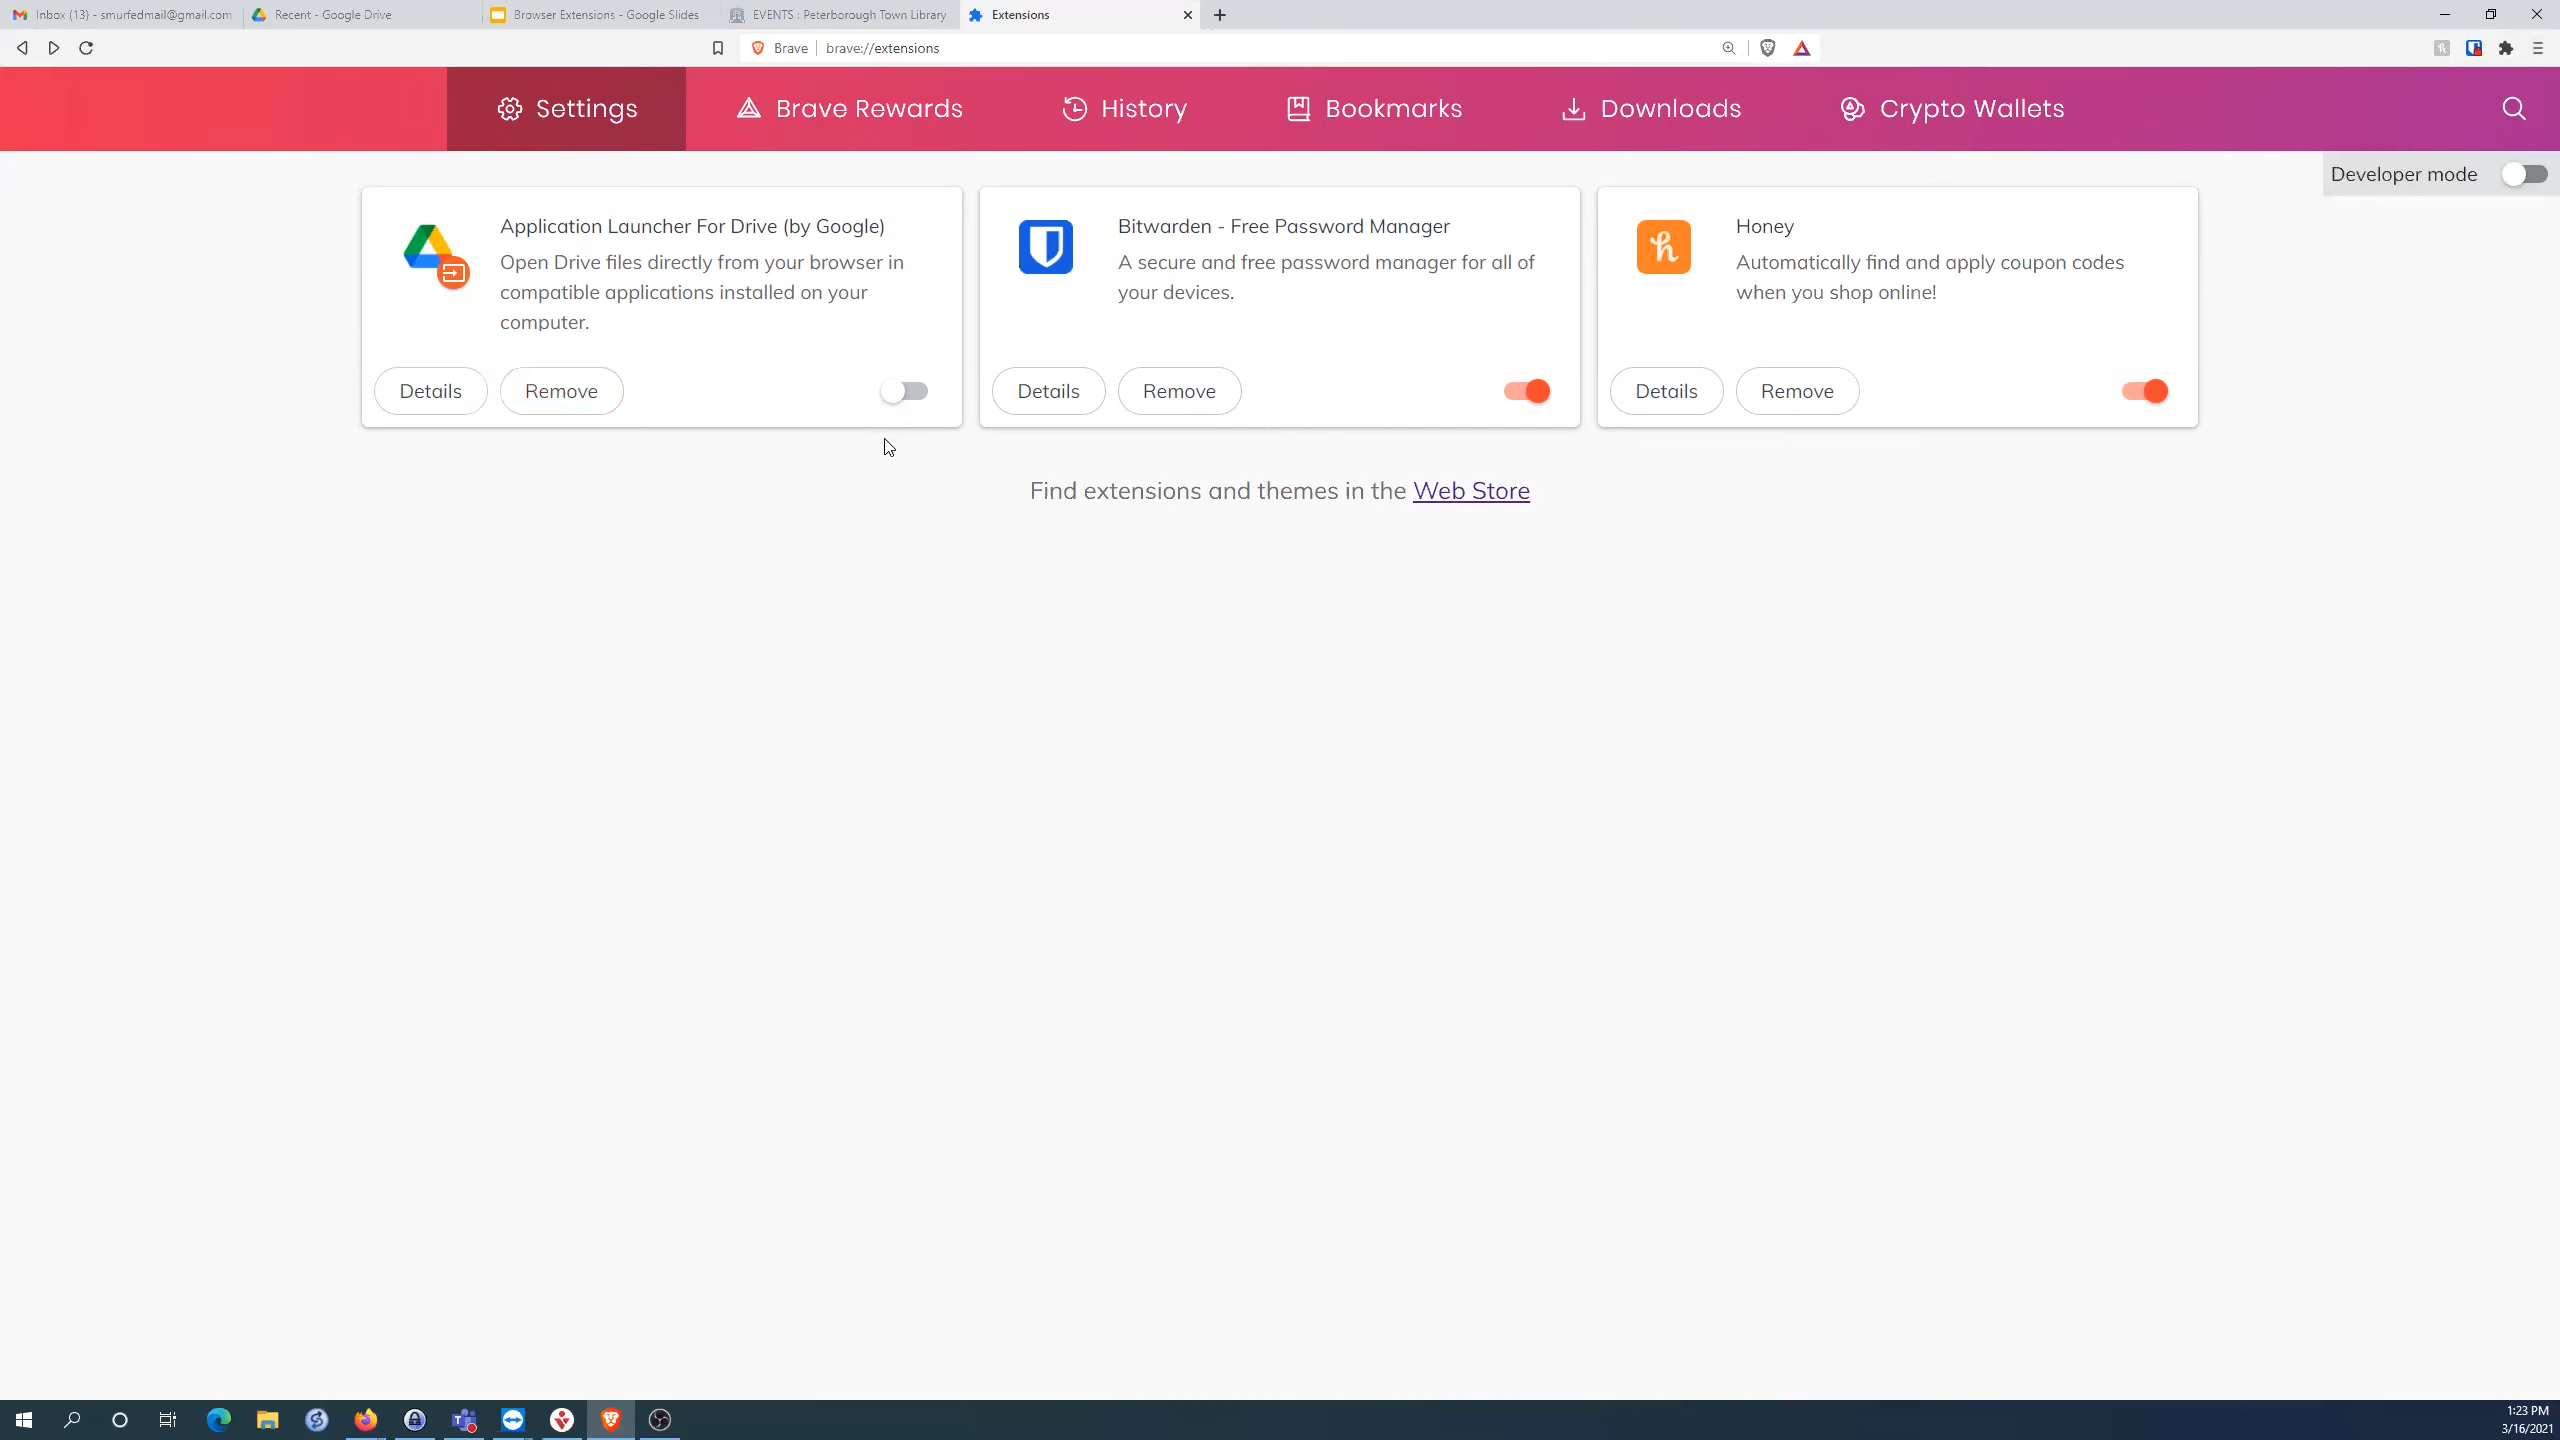 Inbox (13) - smurfedmail@gmail.com
Recent - Google Drive
Browser Extensions - Google Slides
EVENTS : Peterborough Town Library
Extensions
Brave
brave://extensions
Settings
Brave Rewards
History
Bookmarks
Downloads
Crypto Wallets
Developer mode
Application Launcher For Drive (by Google)
Open Drive files directly from your browser in
compatible applications installed on your
computer.
Details
Remove
Bitwarden - Free Password Manager
A secure and free password manager for all of
your devices.
Details
Remove
Honey
Automatically find and apply coupon codes
when you shop online!
Details
Remove
Find extensions and themes in the Web Store
1:23 PM
3/16/2021